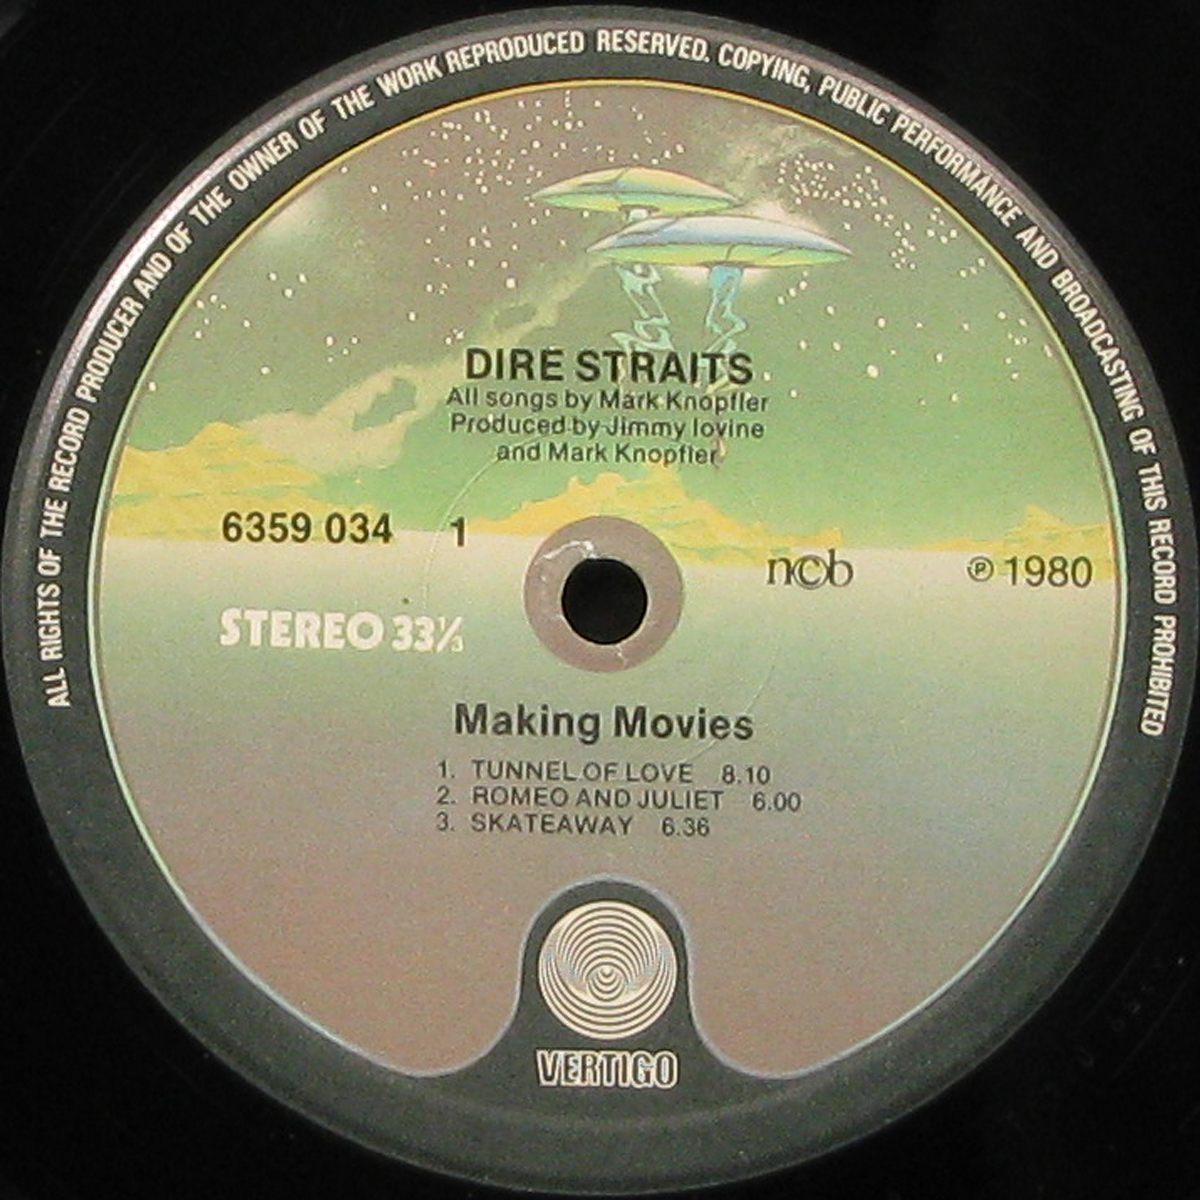 ALL RIGHTS OF THE RECORD PRODUCER AND OF THE OWNER OF THE WORK REPRODUCED RESERVED. COPYING, PUBLIC PERFORMANCE AND BROADCASTING OF THIS RECORD PROHIBITED
DIRE STRAITS
All songs by Mark Knopfler
Produced by Jimmy Iovine
and Mark Knopfler
6359 034 1
ncb ℗ 1980
STEREO 33⅓
Making Movies
1. TUNNEL OF LOVE 8.10
2. ROMEO AND JULIET 6.00
3. SKATEAWAY 6.36
VERTIGO